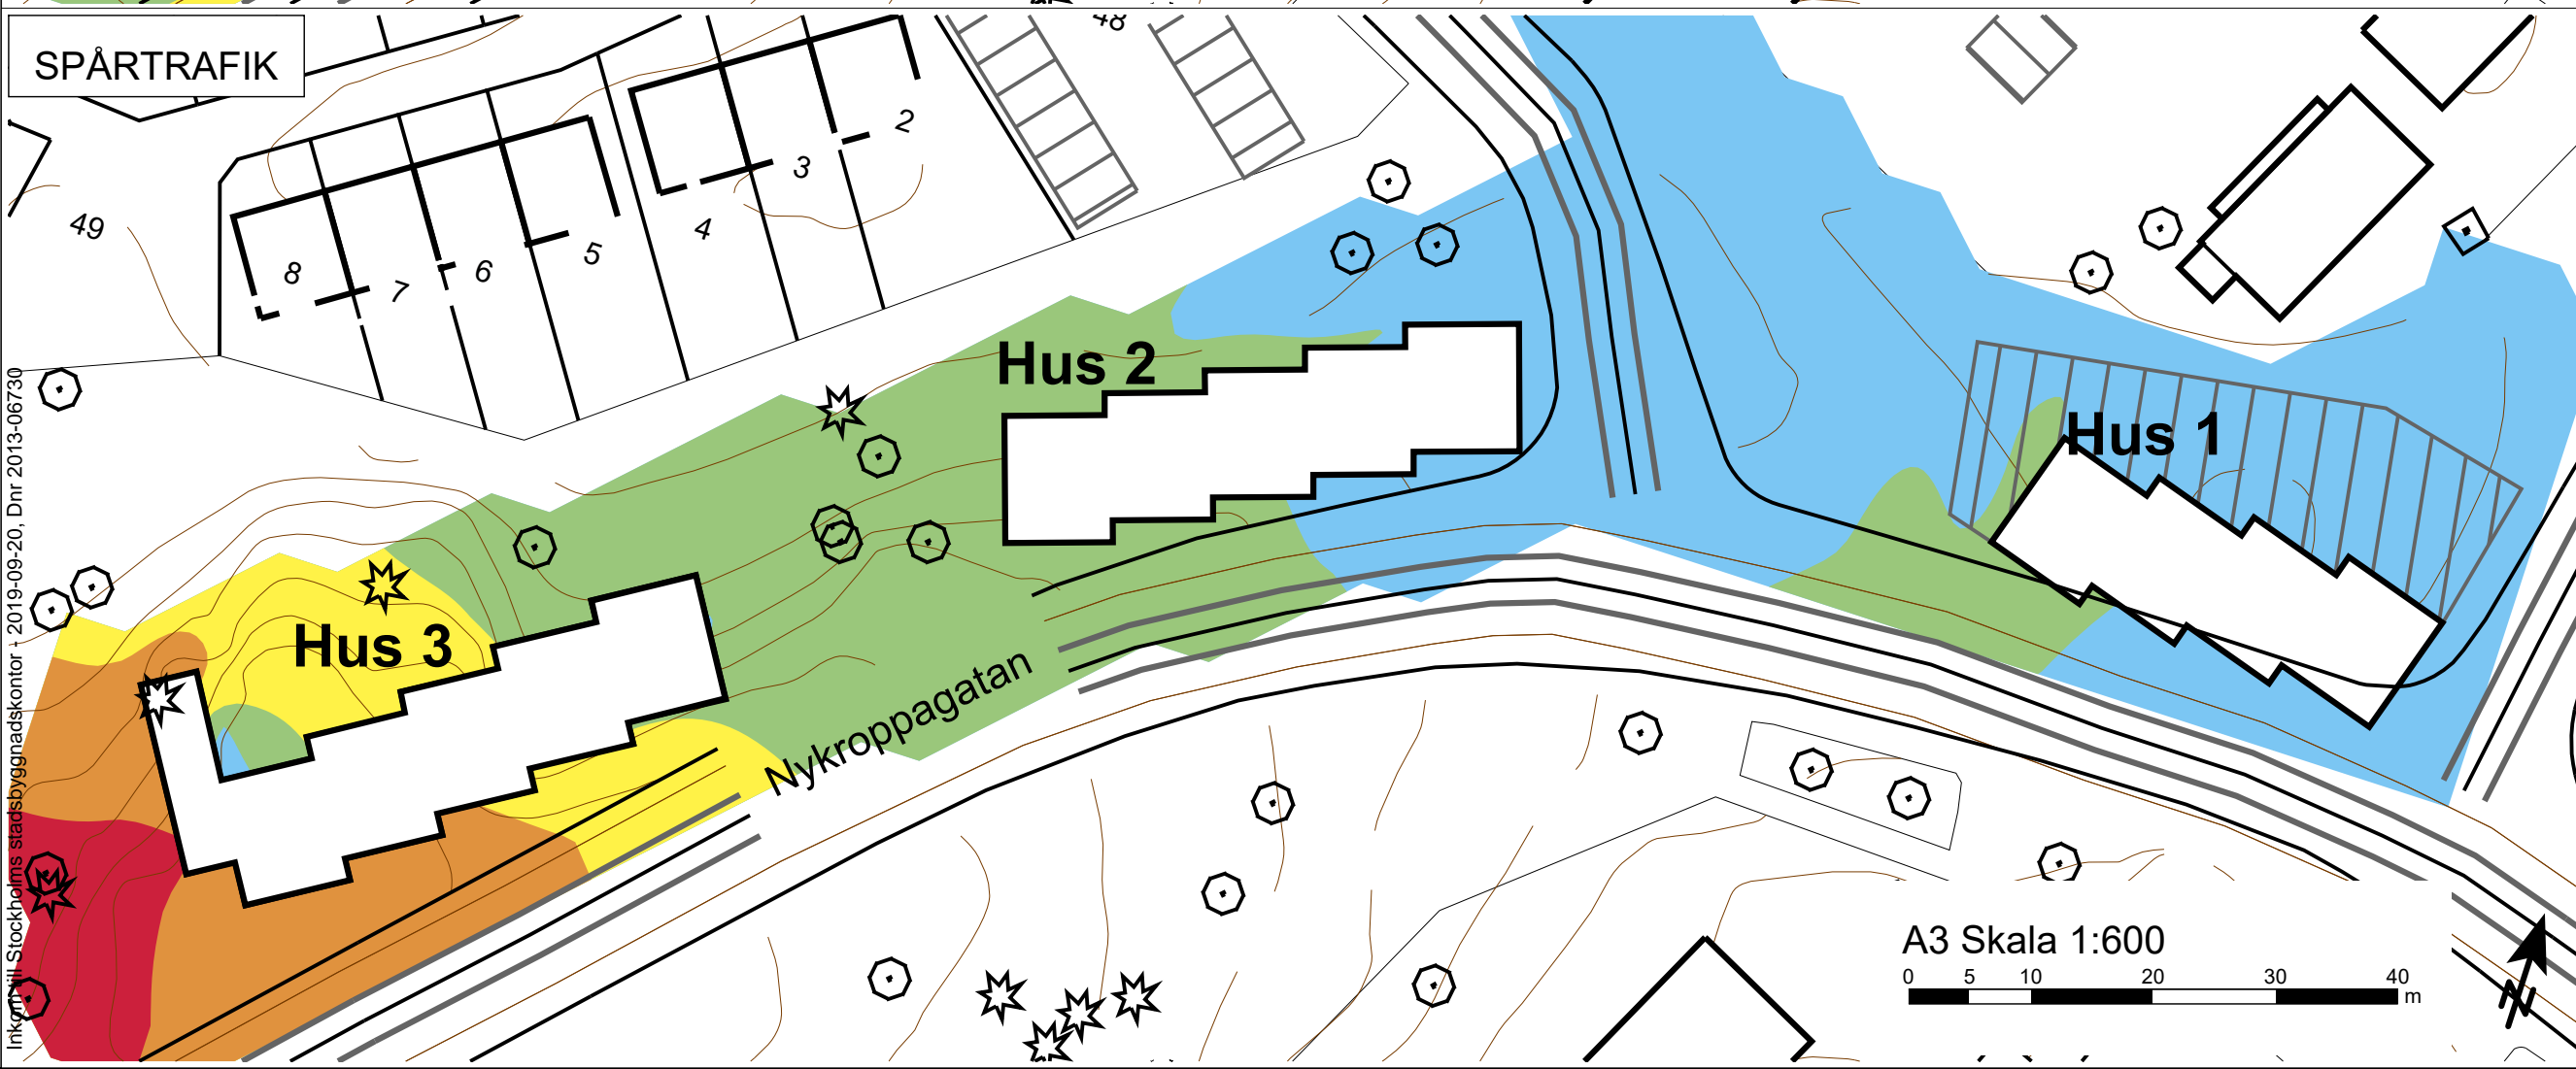 SPÅRTRAFIK
48
2
3
4
5
6
7
8
49
Hus 2
Hus 1
Hus 3
Nykroppagatan
A3 Skala 1:600
0 5 10 20 30 40
m
N
Inkom till Stockholms stadsbyggnadskontor - 2019-09-20, Dnr 2013-06730